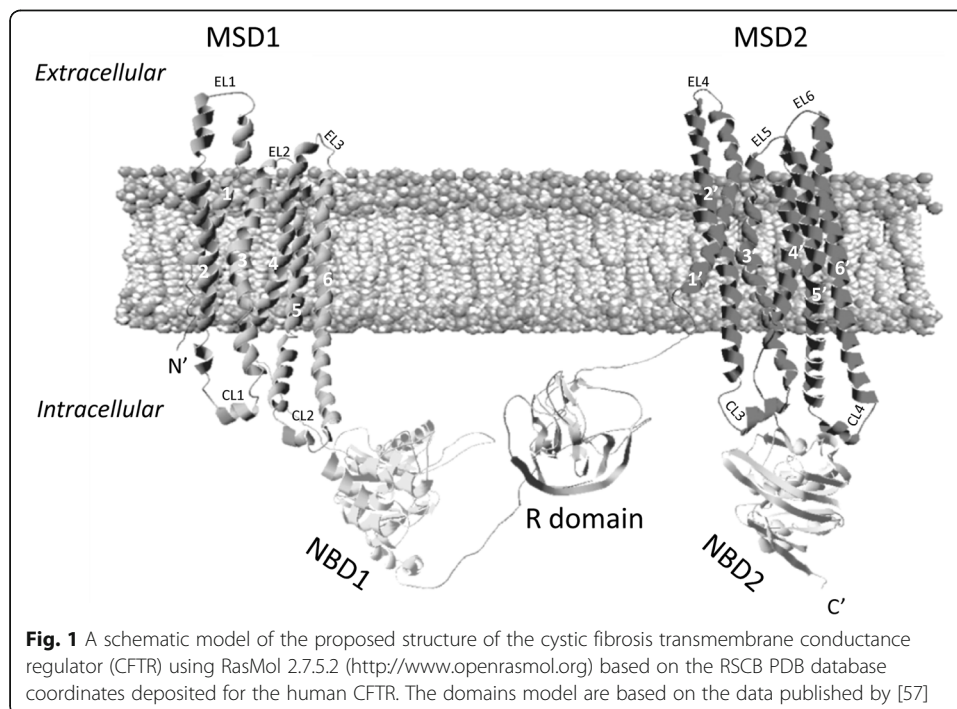 MSD1
MSD2
Extracellular
EL1
EL2
EL3
EL4
EL5
EL6
1
2
3
4
5
6
1'
2'
3'
4'
5'
6'
N'
Intracellular
CL1
CL2
CL3
CL4
R domain
NBD1
NBD2
C'
Fig. 1 A schematic model of the proposed structure of the cystic fibrosis transmembrane conductance
regulator (CFTR) using RasMol 2.7.5.2 (http://www.openrasmol.org) based on the RSCB PDB database
coordinates deposited for the human CFTR. The domains model are based on the data published by [57]